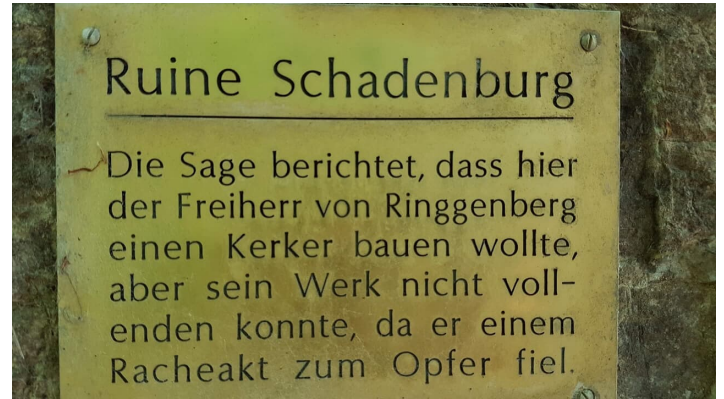 Ruine Schadenburg
Die Sage berichtet, dass hier
der Freiherr von Ringgenberg
einen Kerker bauen wollte,
aber sein Werk nicht voll-
enden konnte, da er einem
Racheakt zum Opfer fiel.